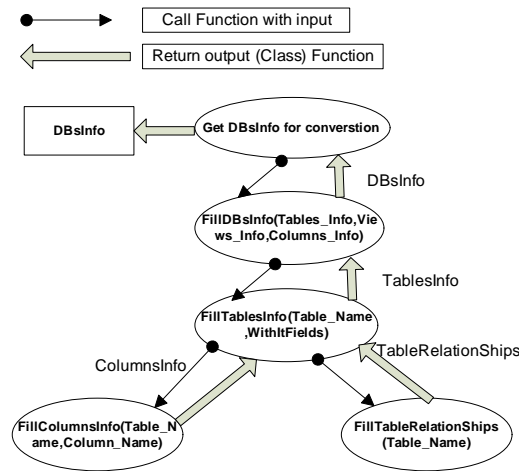 Call Function with input
Return output (Class) Function
DBsInfo
Get DBsInfo for converstion
DBsInfo
FillDBsInfo(Tables_Info,Vie
ws_Info,Columns_Info)
TablesInfo
FillTablesInfo(Table_Name
,WithItFields)
ColumnsInfo
TableRelationShips
FillColumnsInfo(Table_N
ame,Column_Name)
FillTableRelationShips
(Table_Name)